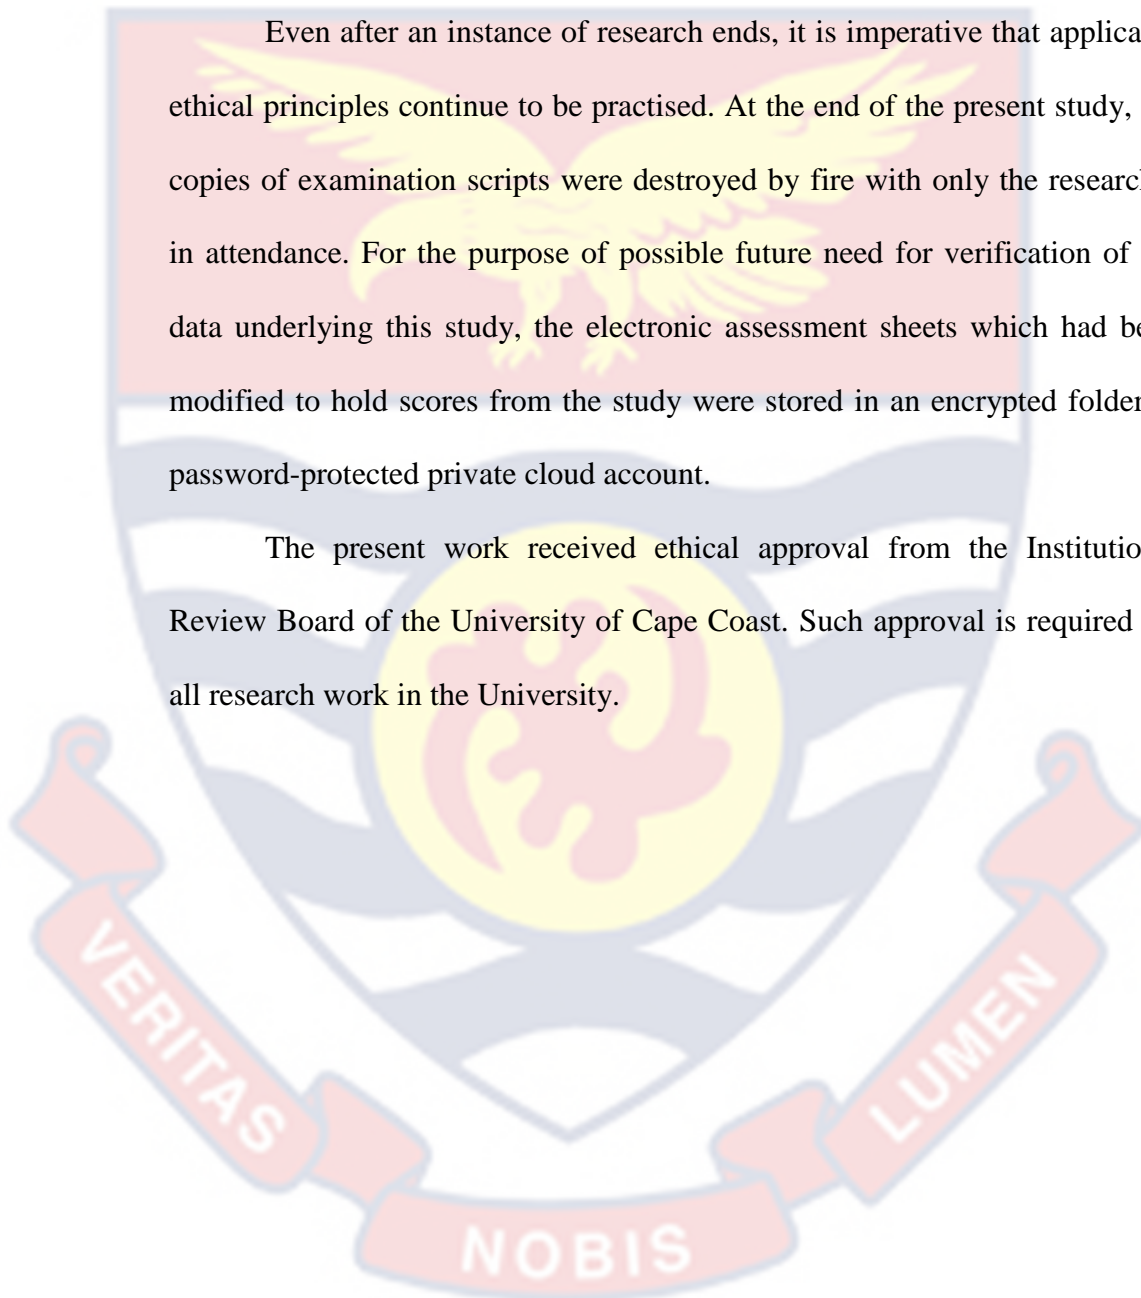 Even after an instance of research ends, it is imperative that applica
ethical principles continue to be practised. At the end of the present study,
copies of examination scripts were destroyed by fire with only the research
in attendance. For the purpose of possible future need for verification of
data underlying this study, the electronic assessment sheets which had be
modified to hold scores from the study were stored in an encrypted folder
password-protected private cloud account.
The present work received ethical approval from the Institutio
Review Board of the University of Cape Coast. Such approval is required
all research work in the University.
VERITAS
NOBIS
LUMEN